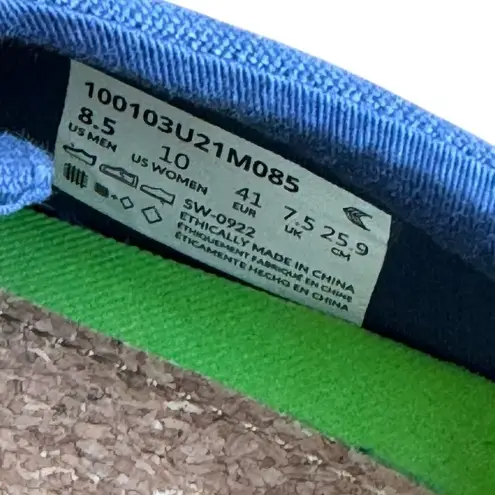 100103U21M085
8.5 10 41 7.5 25.9
US MEN US WOMEN EUR UK CM
SW-0922
ETHICALLY MADE IN CHINA
ÉTHIQUEMENT FABRIQUÉ EN CHINE
ÉTICAMENTE HECHO EN CHINA